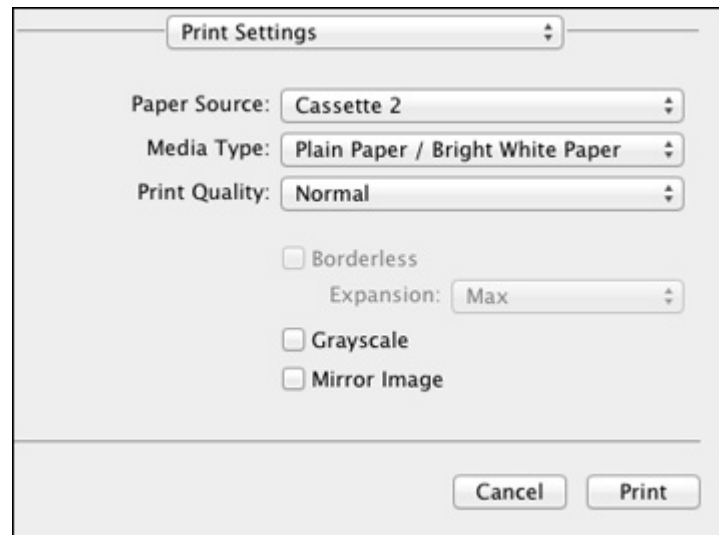 Print Settings
Paper Source: Cassette 2
Media Type: Plain Paper / Bright White Paper
Print Quality: Normal
Borderless
Expansion: Max
Grayscale
Mirror Image
Cancel Print